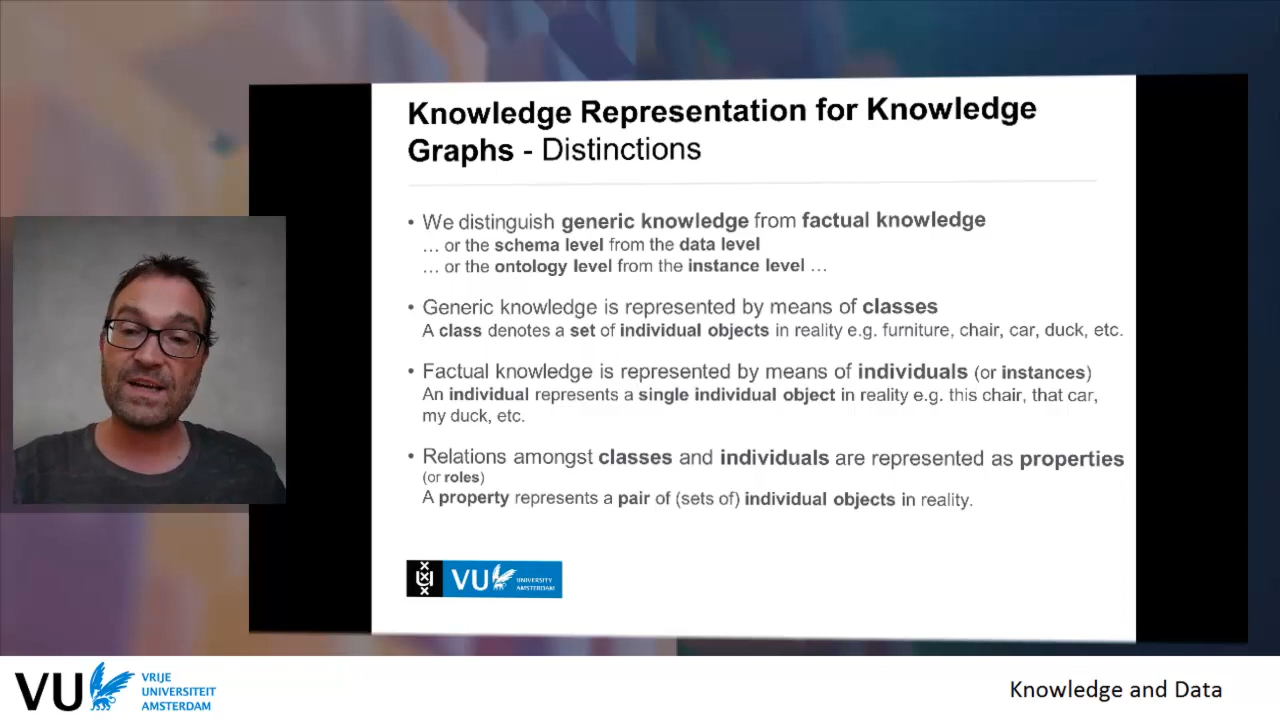 Knowledge Representation for Knowledge
Graphs - Distinctions
• We distinguish generic knowledge from factual knowledge
… or the schema level from the data level
… or the ontology level from the instance level …
• Generic knowledge is represented by means of classes
A class denotes a set of individual objects in reality e.g. furniture, chair, car, duck, etc.
• Factual knowledge is represented by means of individuals (or instances)
An individual represents a single individual object in reality e.g. this chair, that car,
my duck, etc.
• Relations amongst classes and individuals are represented as properties
(or roles)
A property represents a pair of (sets of) individual objects in reality.
VU UNIVERSITY
AMSTERDAM
VU VRIJE
UNIVERSITEIT
AMSTERDAM
Knowledge and Data